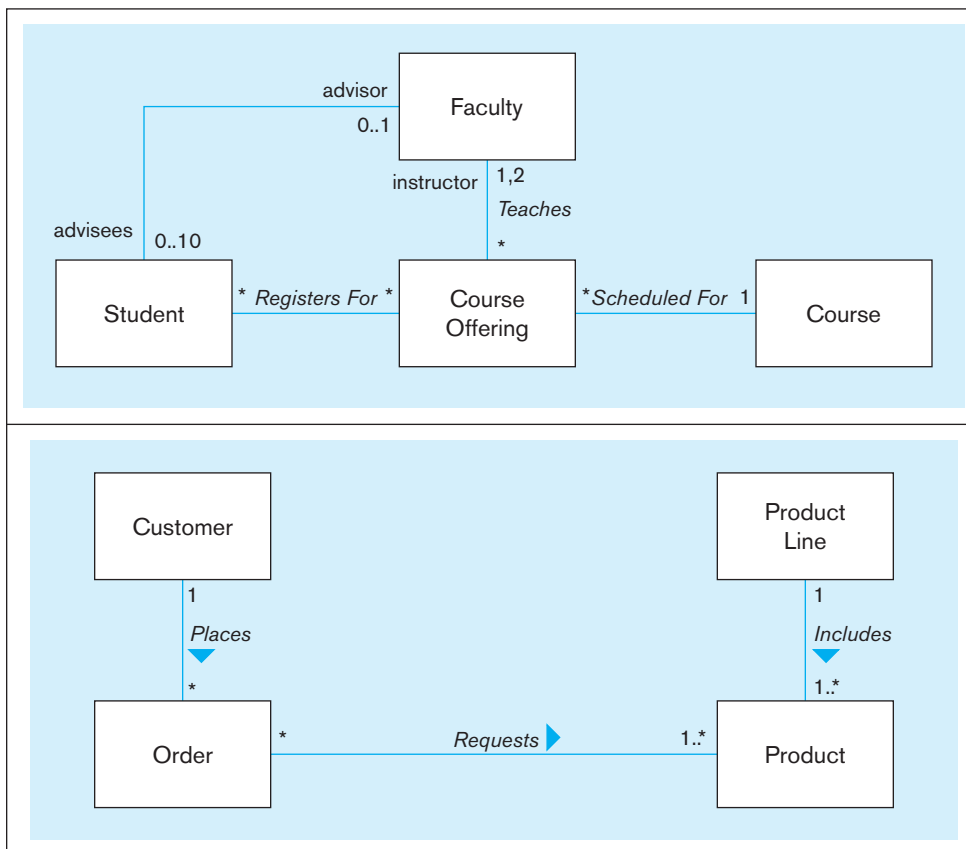 advisor
Faculty
0..1
instructor
1,2
Teaches
advisees
0..10
*
Student
* Registers For *
Course
Offering
*Scheduled For 1
Course
Customer
Product
Line
1
1
Places
Includes
*
1..*
Order
*
Requests
1..*
Product